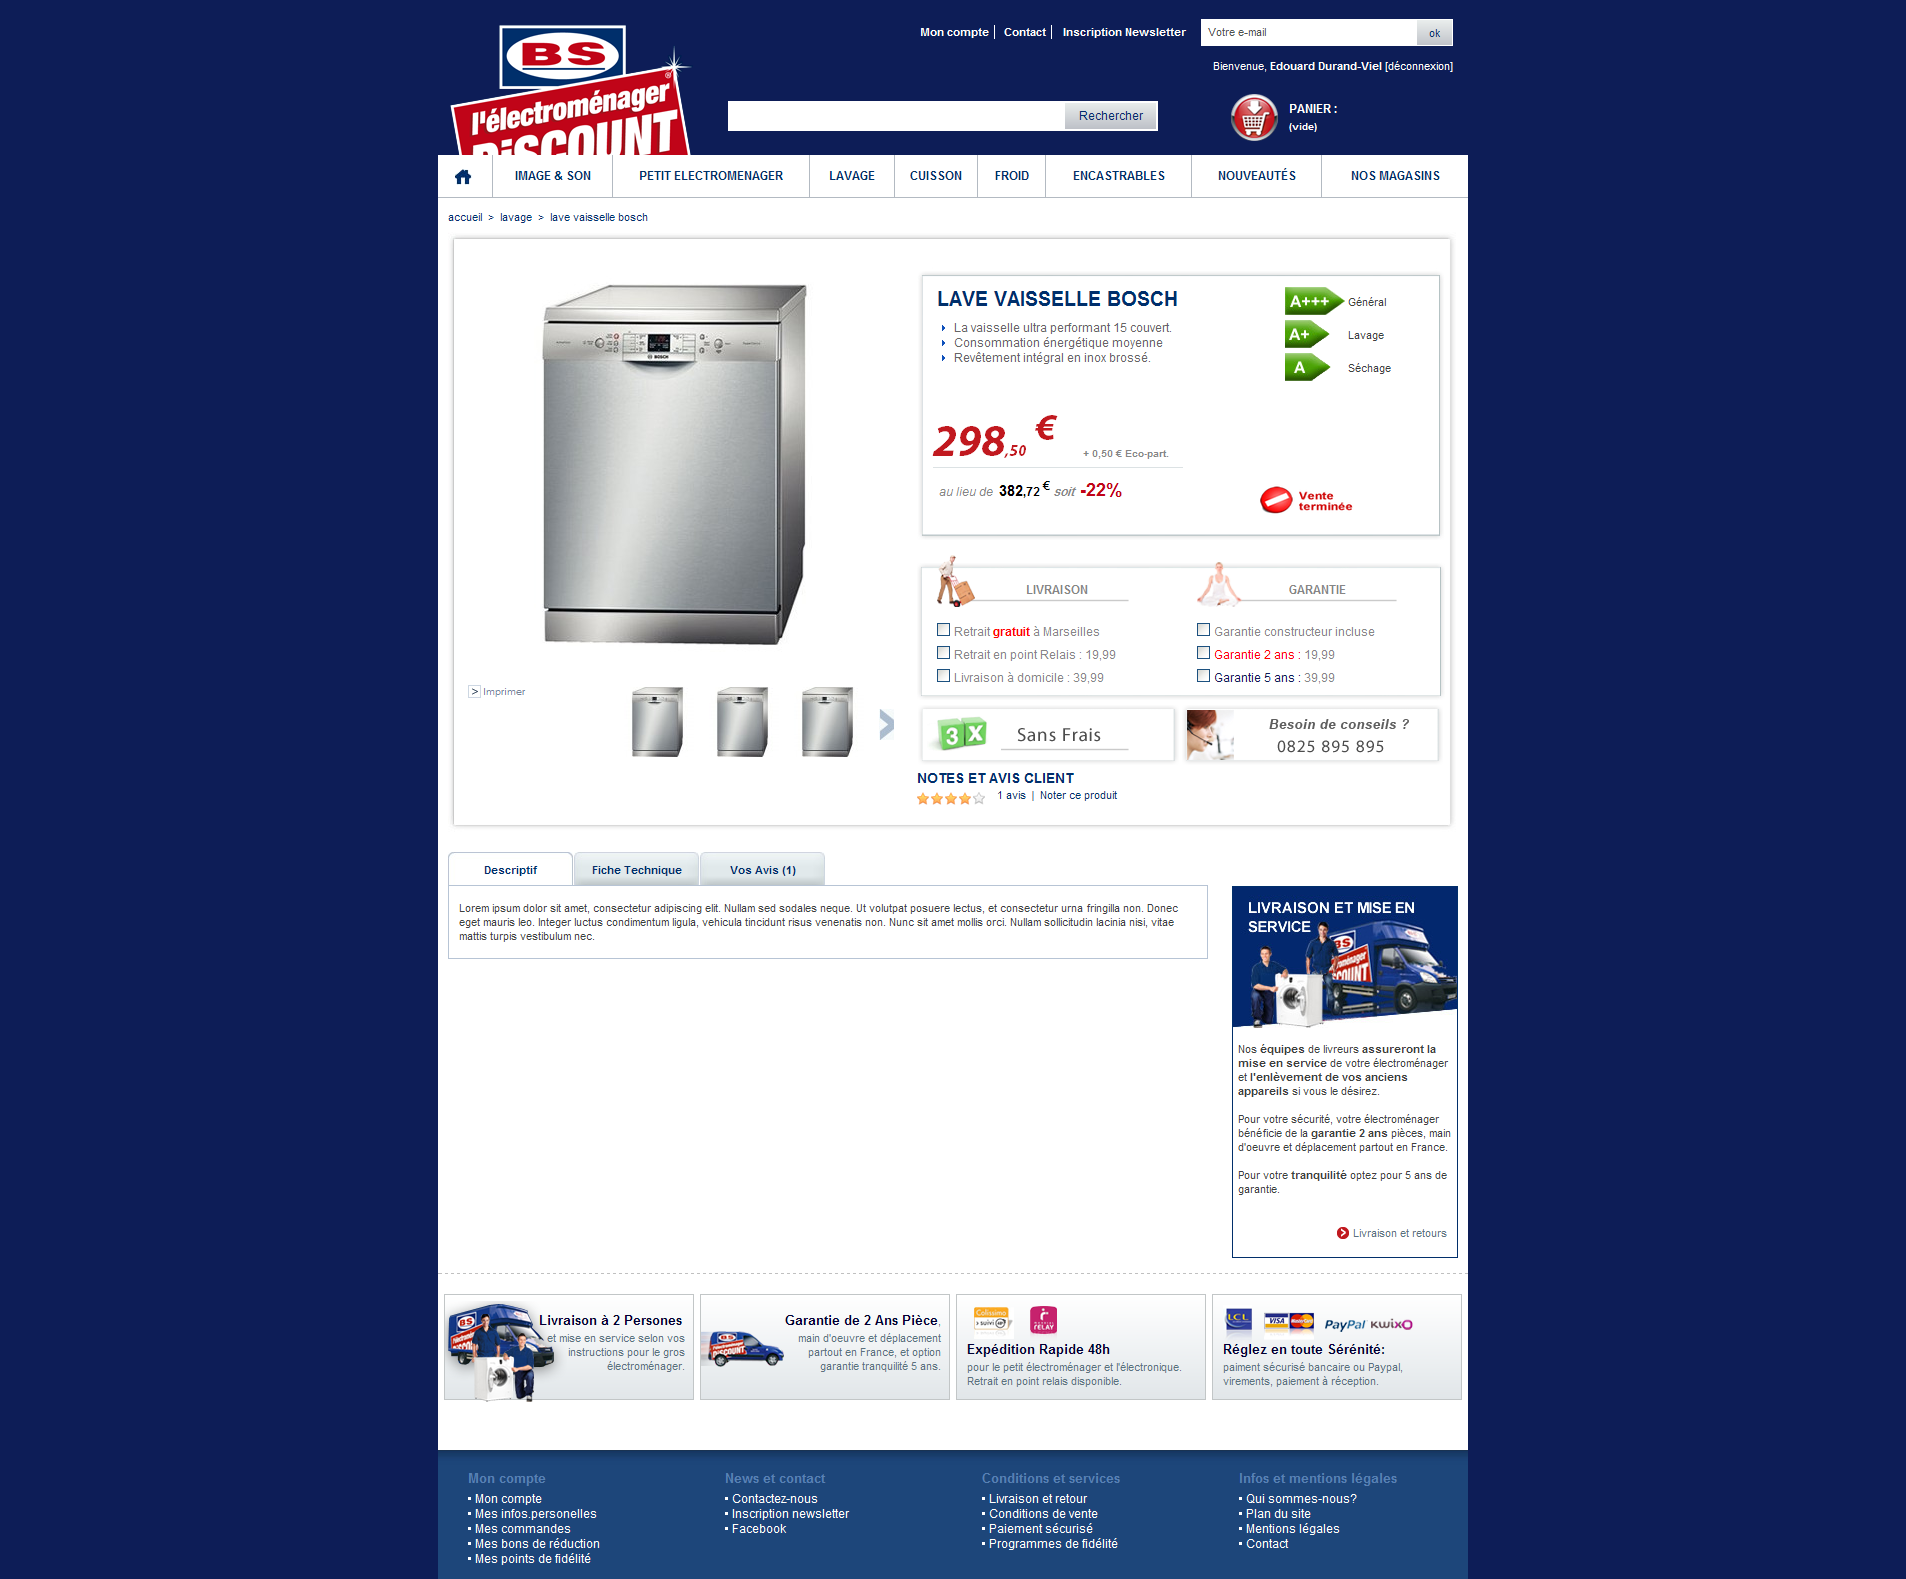 Mon compte | Contact | Inscription Newsletter
Votre e-mail
ok
Bienvenue, Edouard Durand-Viel [déconnexion]
BS
l'électroménager
DiSCOUNT
Rechercher
PANIER :
(vide)
IMAGE & SON
PETIT ELECTROMENAGER
LAVAGE
CUISSON
FROID
ENCASTRABLES
NOUVEAUTÉS
NOS MAGASINS
accueil > lavage > lave vaisselle bosch
BOSCH
> Imprimer
LAVE VAISSELLE BOSCH
La vaisselle ultra performant 15 couvert.
Consommation énergétique moyenne
Revêtement intégral en inox brossé.
A+++ Général
A+ Lavage
A Séchage
298,50 €
+ 0,50 € Eco-part.
au lieu de 382,72 € soit -22%
Vente
terminée
LIVRAISON
Retrait gratuit à Marseilles
Retrait en point Relais : 19,99
Livraison à domicile : 39,99
GARANTIE
Garantie constructeur incluse
Garantie 2 ans : 19,99
Garantie 5 ans : 39,99
3X Sans Frais
Besoin de conseils ?
0825 895 895
NOTES ET AVIS CLIENT
1 avis | Noter ce produit
Descriptif
Fiche Technique
Vos Avis (1)
Lorem ipsum dolor sit amet, consectetur adipiscing elit. Nullam sed sodales neque. Ut volutpat posuere lectus, et consectetur urna fringilla non. Donec
eget mauris leo. Integer luctus condimentum ligula, vehicula tincidunt risus venenatis non. Nunc sit amet mollis orci. Nullam sollicitudin lacinia nisi, vitae
mattis turpis vestibulum nec.
LIVRAISON ET MISE EN
SERVICE
BS
Nos équipes de livreurs assureront la
mise en service de votre électroménager
et l'enlèvement de vos anciens
appareils si vous le désirez.
Pour votre sécurité, votre électroménager
bénéficie de la garantie 2 ans pièces, main
d'oeuvre et déplacement partout en France.
Pour votre tranquilité optez pour 5 ans de
garantie.
Livraison et retours
BS
Livraison à 2 Persones
et mise en service selon vos
instructions pour le gros
électroménager.
BS
Garantie de 2 Ans Pièce,
main d'oeuvre et déplacement
partout en France, et option
garantie tranquilité 5 ans.
Colissimo
suivi
RELAY
Expédition Rapide 48h
pour le petit électroménager et l'électronique.
Retrait en point relais disponible.
LCL VISA MasterCard PayPal KWIXO
Réglez en toute Sérénité:
paiment sécurisé bancaire ou Paypal,
virements, paiement à réception.
Mon compte
Mon compte
Mes infos.personelles
Mes commandes
Mes bons de réduction
Mes points de fidélité
News et contact
Contactez-nous
Inscription newsletter
Facebook
Conditions et services
Livraison et retour
Conditions de vente
Paiement sécurisé
Programmes de fidélité
Infos et mentions légales
Qui sommes-nous?
Plan du site
Mentions légales
Contact